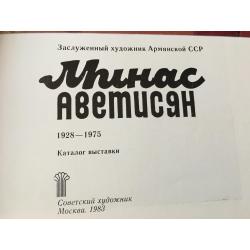 Заслуженный художник Армянской ССР
Минас
Аветисян
1928—1975
Каталог выставки
Советский художник
Москва. 1983